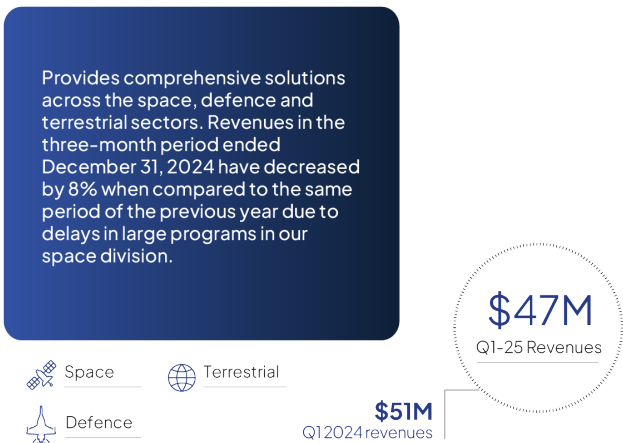 Provides comprehensive solutions
across the space, defence and
terrestrial sectors. Revenues in the
three-month period ended
December 31, 2024 have decreased
by 8% when compared to the same
period of the previous year due to
delays in large programs in our
space division.
$47M
Q1-25 Revenues
Space
Terrestrial
Defence
$51M
Q12024 revenues